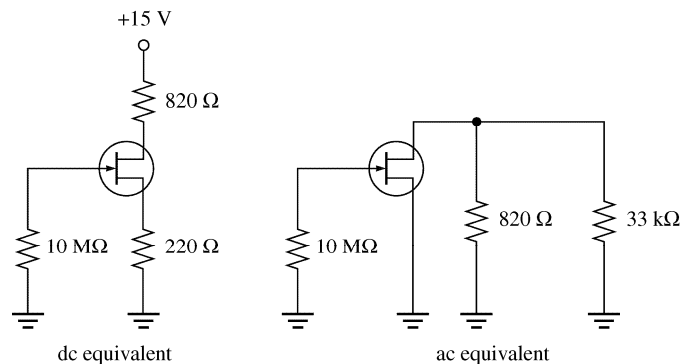 +15 V
820 Ω
10 MΩ
220 Ω
dc equivalent
10 MΩ
820 Ω
33 kΩ
ac equivalent